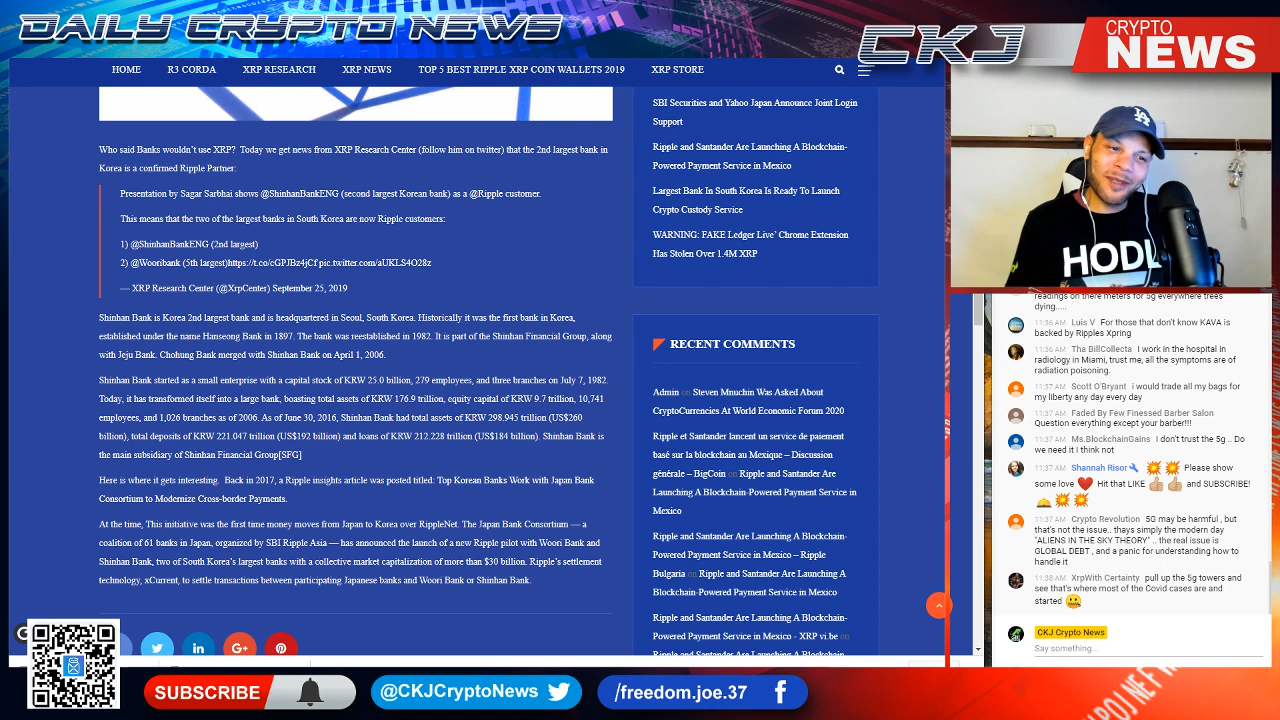 DAILY CRYPTO NEWS
CKJ
CRYPTO
NEWS
HOME R3 CORDA XRP RESEARCH XRP NEWS TOP 5 BEST RIPPLE XRP COIN WALLETS 2019 XRP STORE
Who said Banks wouldn't use XRP? Today we get news from XRP Research Center (follow him on twitter) that the 2nd largest bank in
Korea is a confirmed Ripple Partner:
Presentation by Sagar Sarbhai shows @ShinhanBankENG (second largest Korean bank) as a @Ripple customer.
This means that the two of the largest banks in South Korea are now Ripple customers:
1) @ShinhanBankENG (2nd largest)
2) @Wooribank (5th largest)https://t.co/cGPJBz4jCf pic.twitter.com/aUKLS4O28z
— XRP Research Center (@XrpCenter) September 25, 2019
Shinhan Bank is Korea 2nd largest bank and is headquartered in Seoul, South Korea. Historically it was the first bank in Korea,
established under the name Hanseong Bank in 1897. The bank was reestablished in 1982. It is part of the Shinhan Financial Group, along
with Jeju Bank. Chohung Bank merged with Shinhan Bank on April 1, 2006.
Shinhan Bank started as a small enterprise with a capital stock of KRW 25.0 billion, 279 employees, and three branches on July 7, 1982.
Today, it has transformed itself into a large bank, boasting total assets of KRW 176.9 trillion, equity capital of KRW 9.7 trillion, 10,741
employees, and 1,026 branches as of 2006. As of June 30, 2016, Shinhan Bank had total assets of KRW 298.945 trillion (US$260
billion), total deposits of KRW 221.047 trillion (US$192 billion) and loans of KRW 212.228 trillion (US$184 billion). Shinhan Bank is
the main subsidiary of Shinhan Financial Group[SFG]
Here is where it gets interesting. Back in 2017, a Ripple insights article was posted titled: Top Korean Banks Work with Japan Bank
Consortium to Modernize Cross-border Payments.
At the time, This initiative was the first time money moves from Japan to Korea over RippleNet. The Japan Bank Consortium — a
coalition of 61 banks in Japan, organized by SBI Ripple Asia — has announced the launch of a new Ripple pilot with Woori Bank and
Shinhan Bank, two of South Korea's largest banks with a collective market capitalization of more than $30 billion. Ripple's settlement
technology, xCurrent, to settle transactions between participating Japanese banks and Woori Bank or Shinhan Bank.
SBI Securities and Yahoo Japan Announce Joint Login
Support
Ripple and Santander Are Launching A Blockchain-
Powered Payment Service in Mexico
Largest Bank In South Korea Is Ready To Launch
Crypto Custody Service
WARNING: FAKE Ledger Live' Chrome Extension
Has Stolen Over 1.4M XRP
RECENT COMMENTS
Admin on Steven Mnuchin Was Asked About
CryptoCurrencies At World Economic Forum 2020
Ripple et Santander lancent un service de paiement
basé sur la blockchain au Mexique – Discussion
générale – BigCoin on Ripple and Santander Are
Launching A Blockchain-Powered Payment Service in
Mexico
Ripple and Santander Are Launching A Blockchain-
Powered Payment Service in Mexico – Ripple
Bulgaria on Ripple and Santander Are Launching A
Blockchain-Powered Payment Service in Mexico
Ripple and Santander Are Launching A Blockchain-
Powered Payment Service in Mexico - XRP vi.be on
Ripple and Santander Are Launching A Blockchain-
LA
HODL
readings on there meters for 5g everywhere trees
dying.....
11:36 AM Luis V For those that don't know KAVA is
backed by Ripples Xpring
11:36 AM Tha BillCollecta I work in the hospital in
radiology in Miami, trust me, all the symptoms are of
radiation poisoning.
11:37 AM Scott O'Bryant i would trade all my bags for
my liberty any day every day
11:37 AM Faded By Few Finessed Barber Salon
Question everything except your barber!!!
11:37 AM Ms.BlockchainGains I don't trust the 5g .. Do
we need it I think not
11:37 AM Shannah Risor 💥 💥 Please show
some love ❤️ Hit that LIKE 👍 👍 and SUBSCRIBE!
🛎️ 💥 💥
11:37 AM Crypto Revolution 5G may be harmful , but
that's not the issue.. thays simply the modern day
"ALIENS IN THE SKY THEORY" .. the real issue is
GLOBAL DEBT , and a panic for understanding how to
handle it
11:38 AM XrpWith Certainty pull up the 5g towers and
see that's where most of the Covid cases are and
started 🤐
CKJ Crypto News
Say something...
G+
SUBSCRIBE
@CKJCryptoNews
/freedom.joe.37